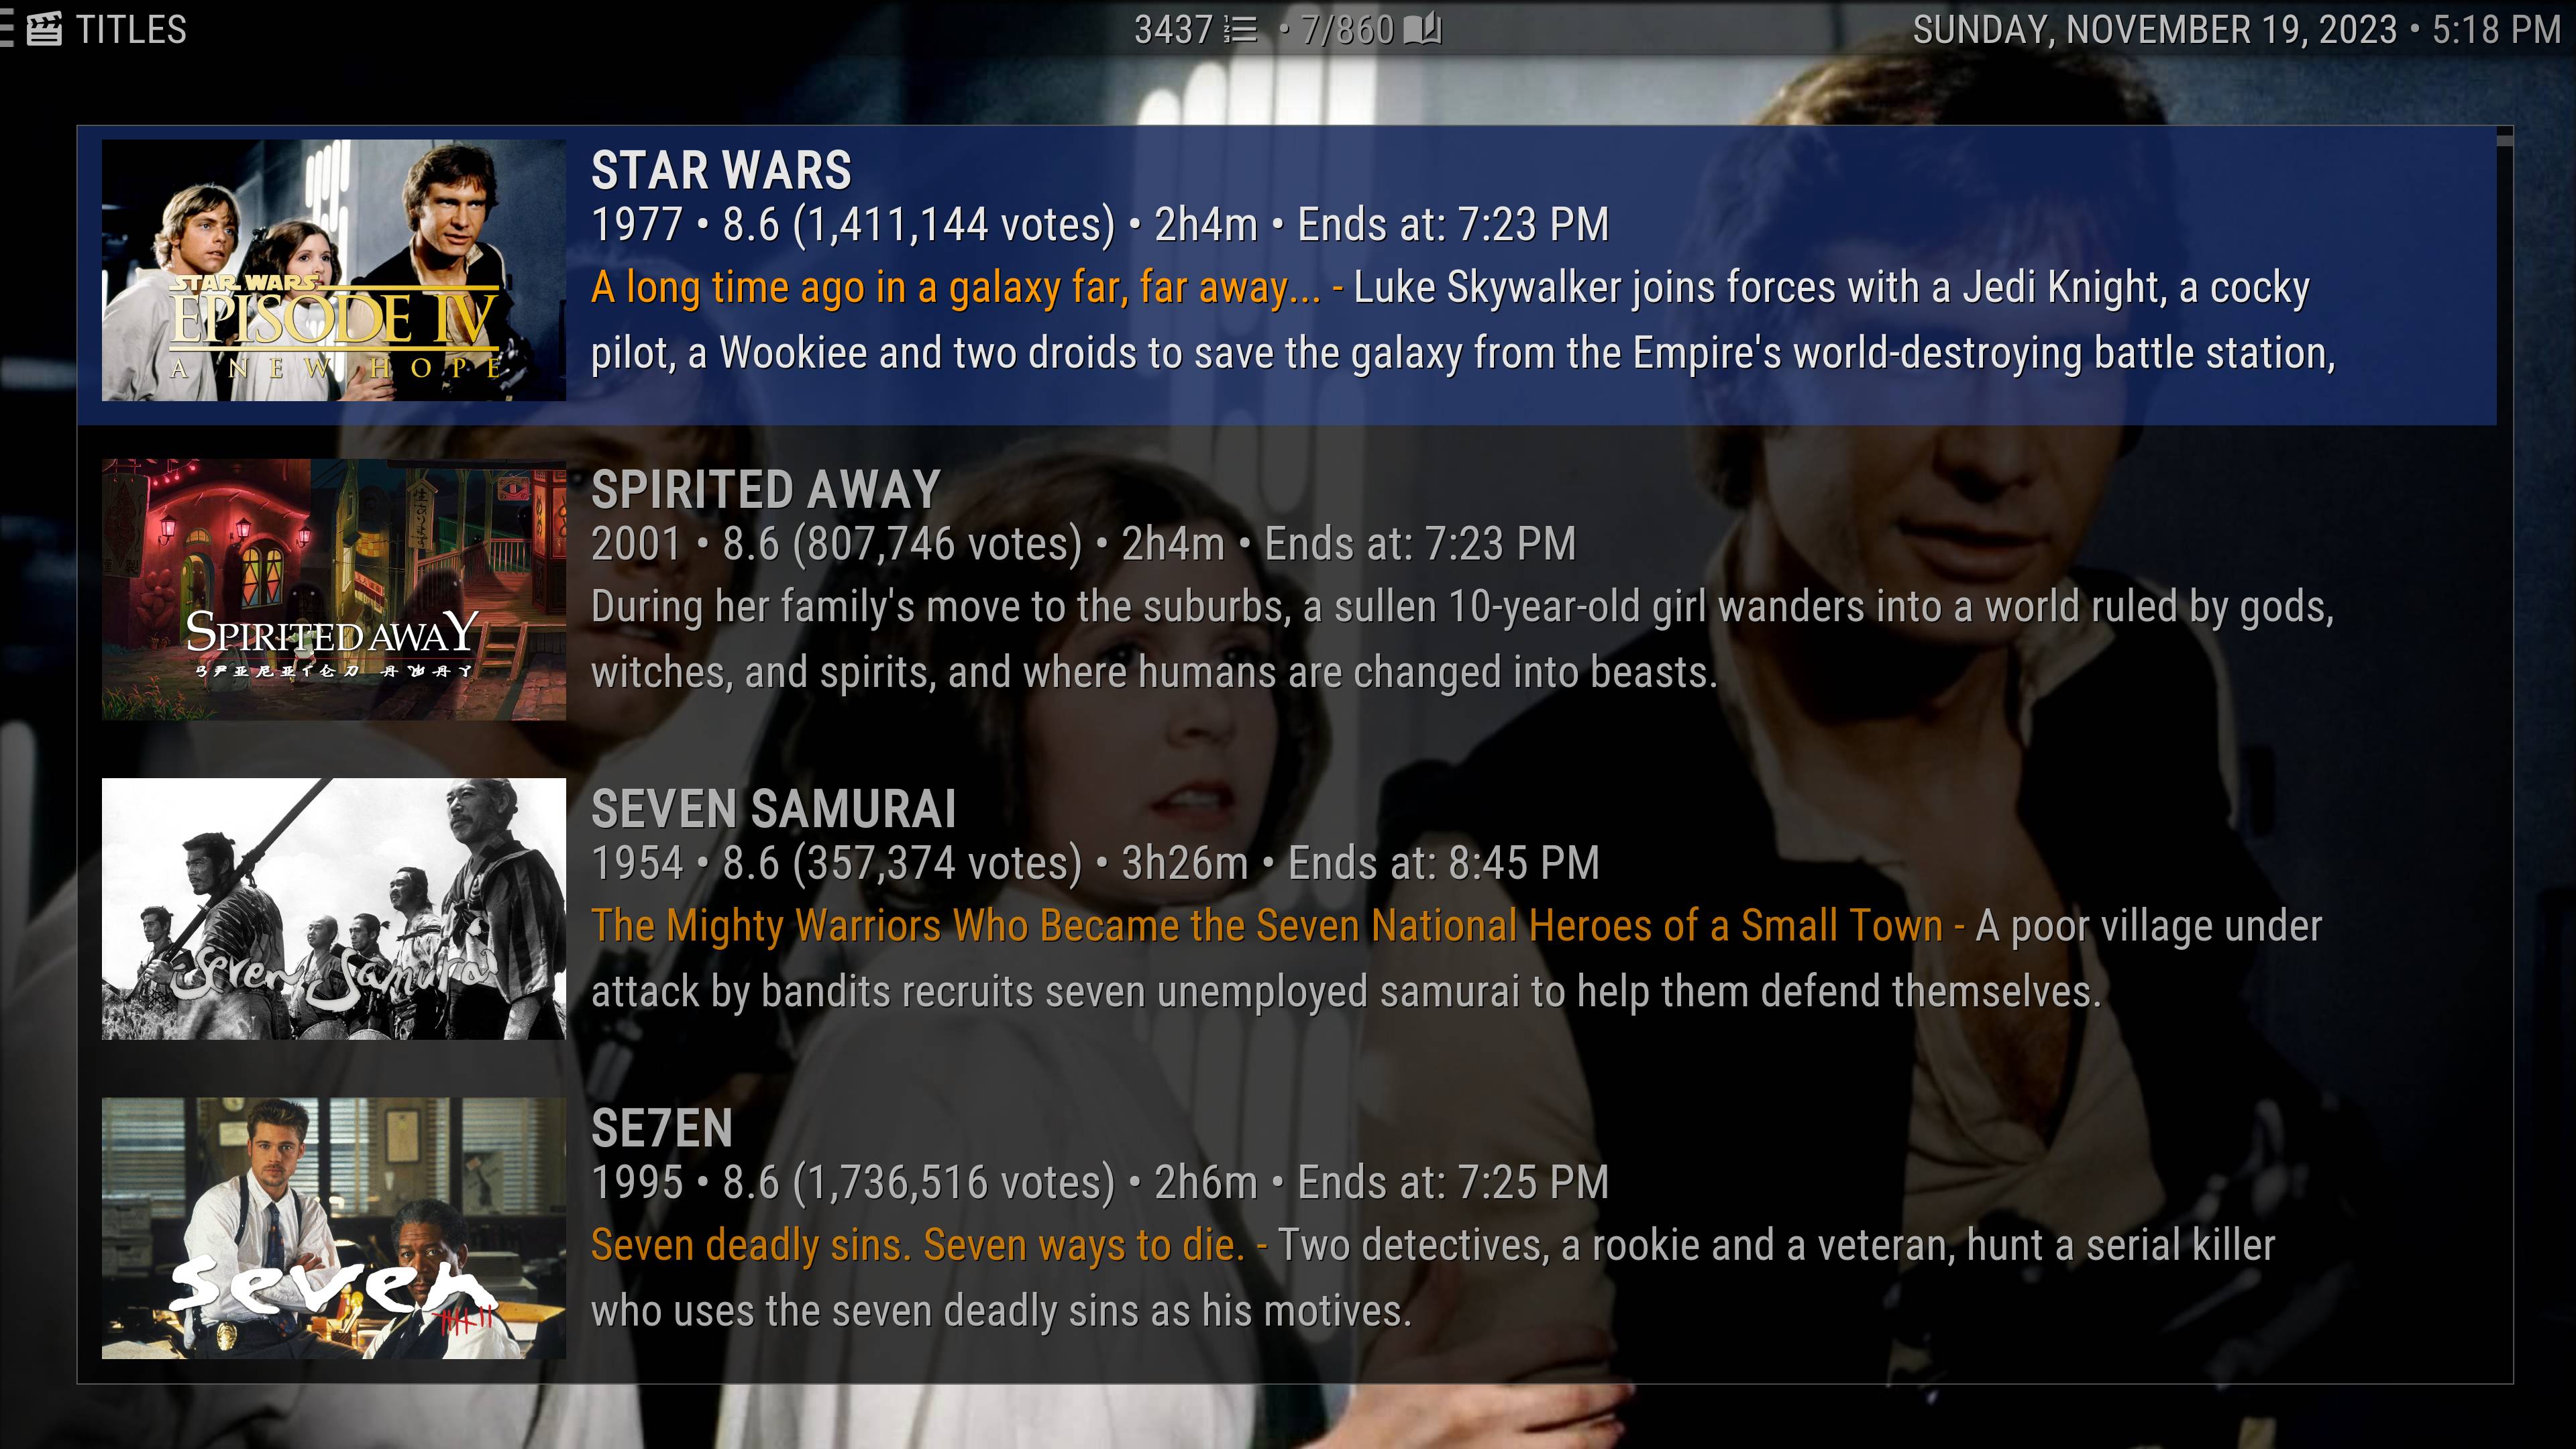 TITLES
3437 • 7/860
SUNDAY, NOVEMBER 19, 2023 • 5:18 PM
STAR WARS
EPISODE IV
A NEW HOPE
STAR WARS
1977 • 8.6 (1,411,144 votes) • 2h4m • Ends at: 7:23 PM
A long time ago in a galaxy far, far away... - Luke Skywalker joins forces with a Jedi Knight, a cocky
pilot, a Wookiee and two droids to save the galaxy from the Empire's world-destroying battle station,
SPIRITED AWAY
SPIRITED AWAY
2001 • 8.6 (807,746 votes) • 2h4m • Ends at: 7:23 PM
During her family's move to the suburbs, a sullen 10-year-old girl wanders into a world ruled by gods,
witches, and spirits, and where humans are changed into beasts.
Seven Samurai
SEVEN SAMURAI
1954 • 8.6 (357,374 votes) • 3h26m • Ends at: 8:45 PM
The Mighty Warriors Who Became the Seven National Heroes of a Small Town - A poor village under
attack by bandits recruits seven unemployed samurai to help them defend themselves.
seven
SE7EN
1995 • 8.6 (1,736,516 votes) • 2h6m • Ends at: 7:25 PM
Seven deadly sins. Seven ways to die. - Two detectives, a rookie and a veteran, hunt a serial killer
who uses the seven deadly sins as his motives.